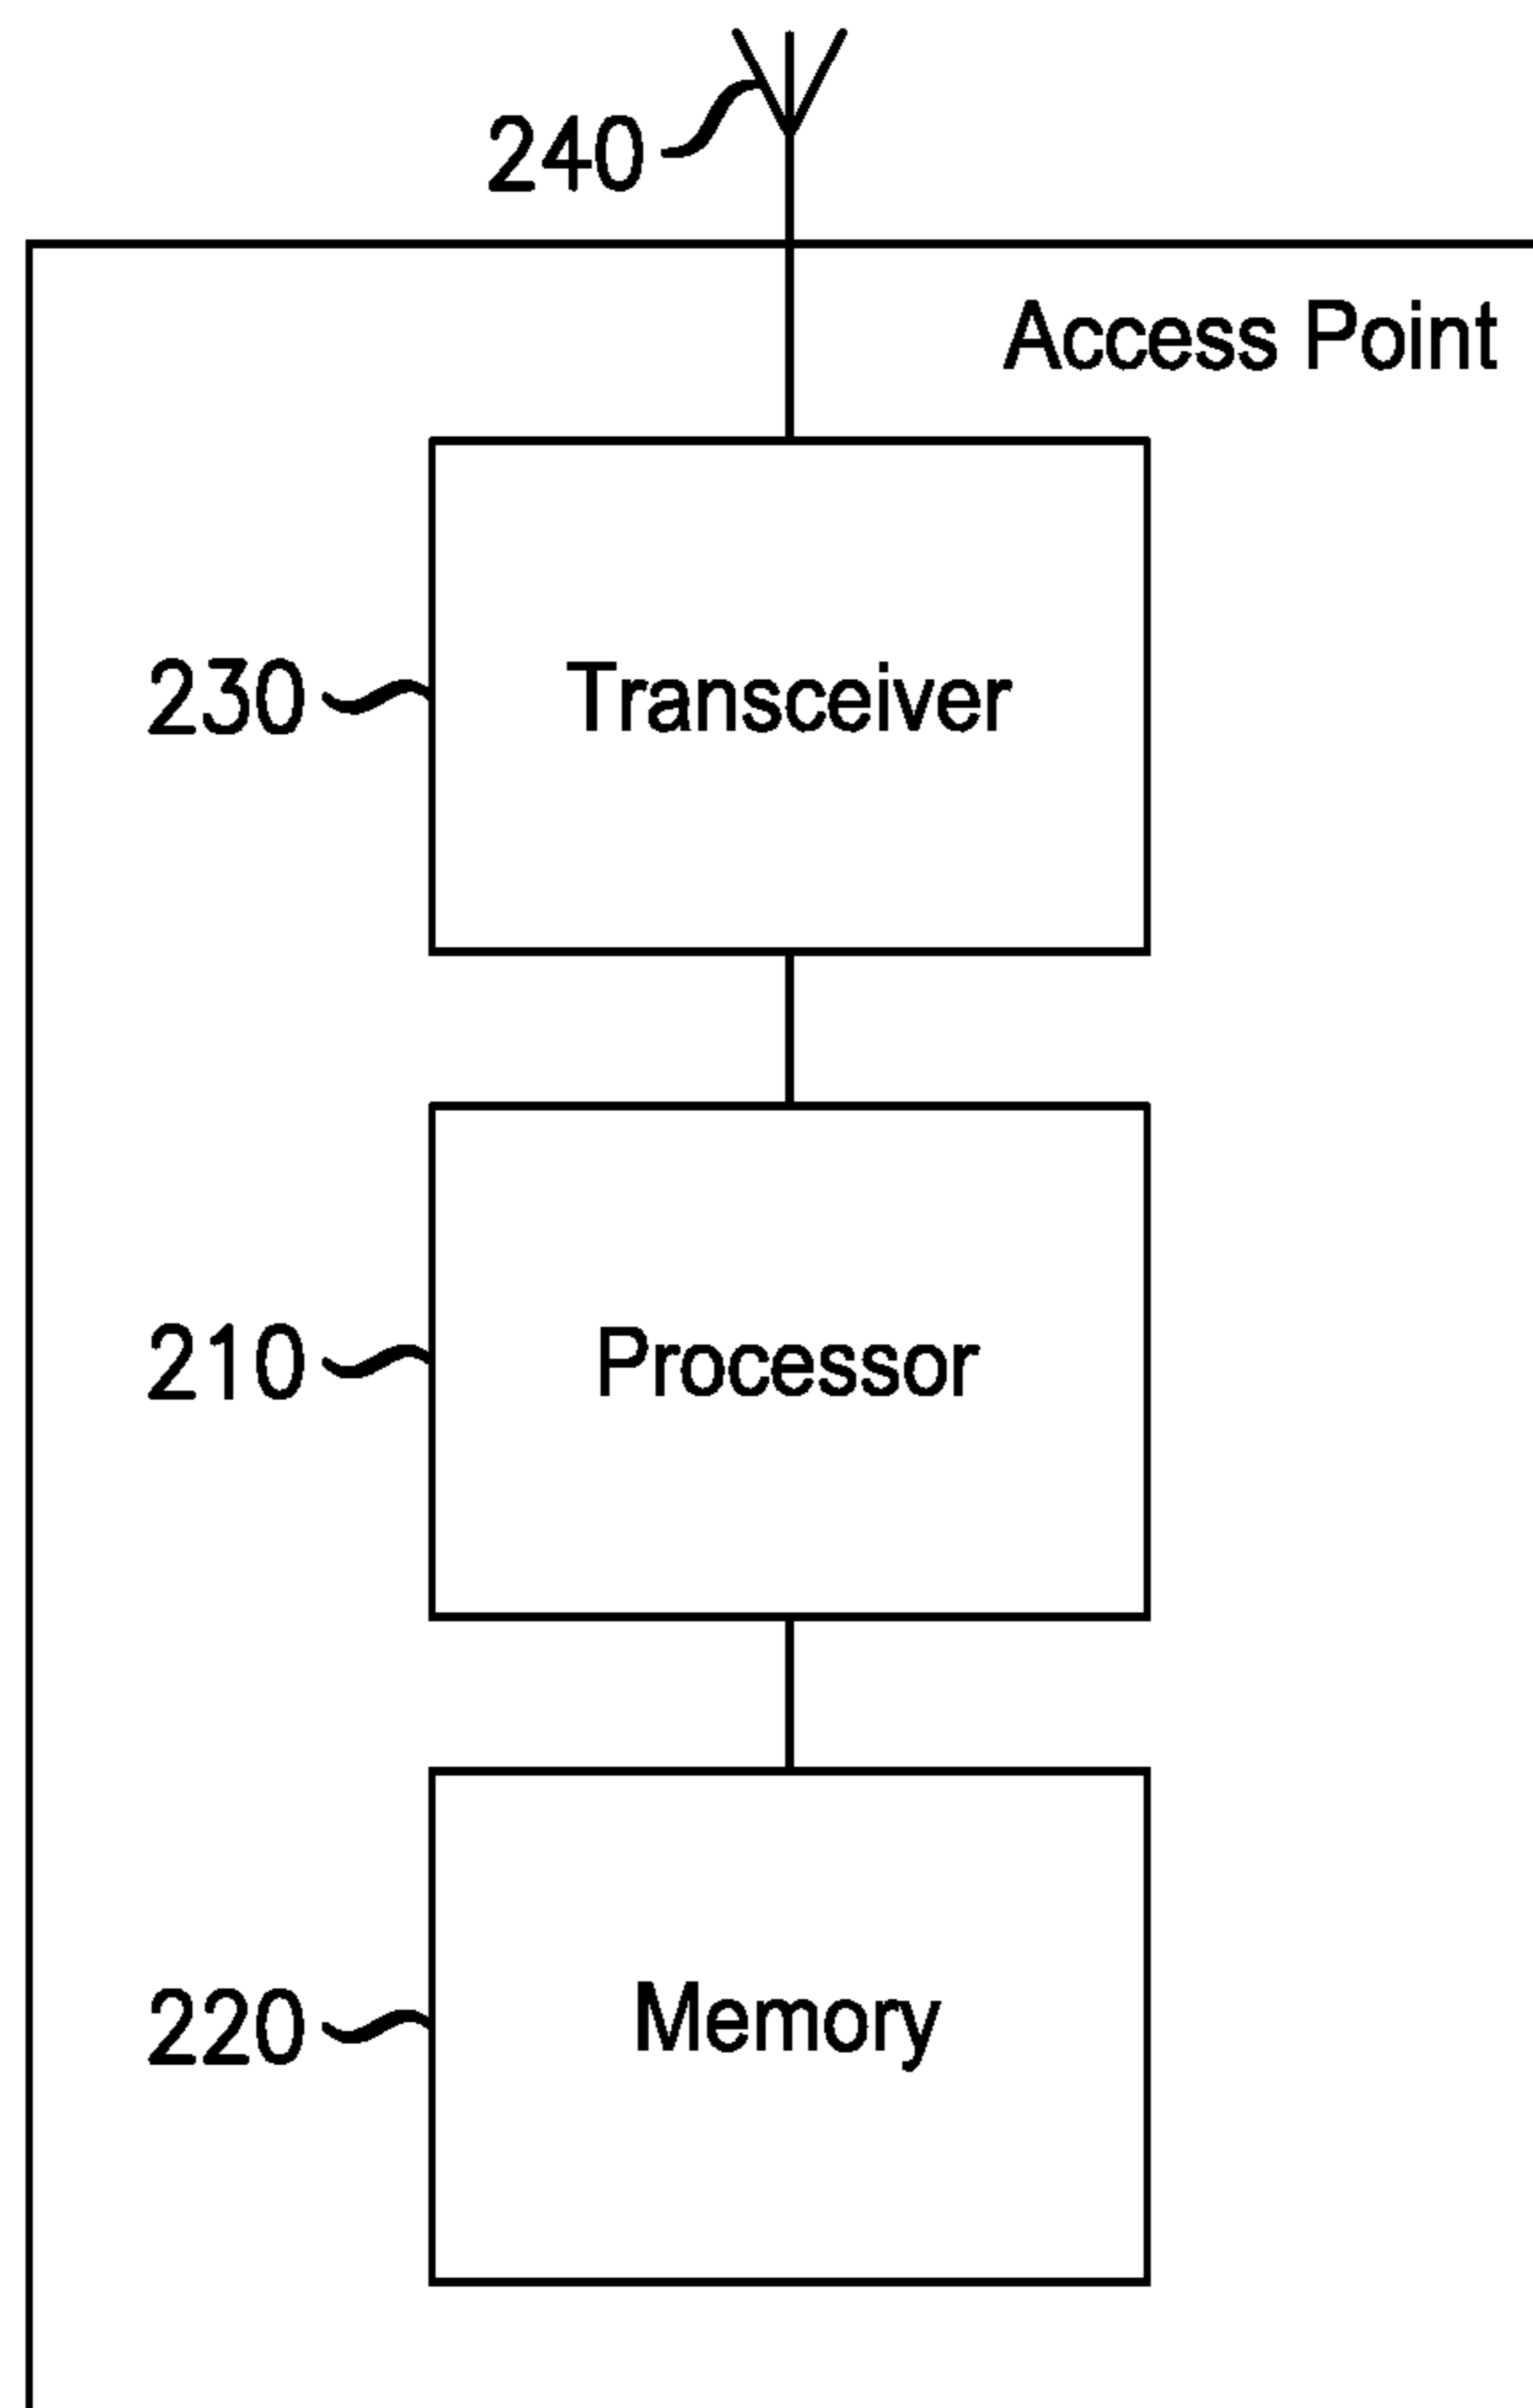 240
Access Point
230 Transceiver
210 Processor
220 Memory